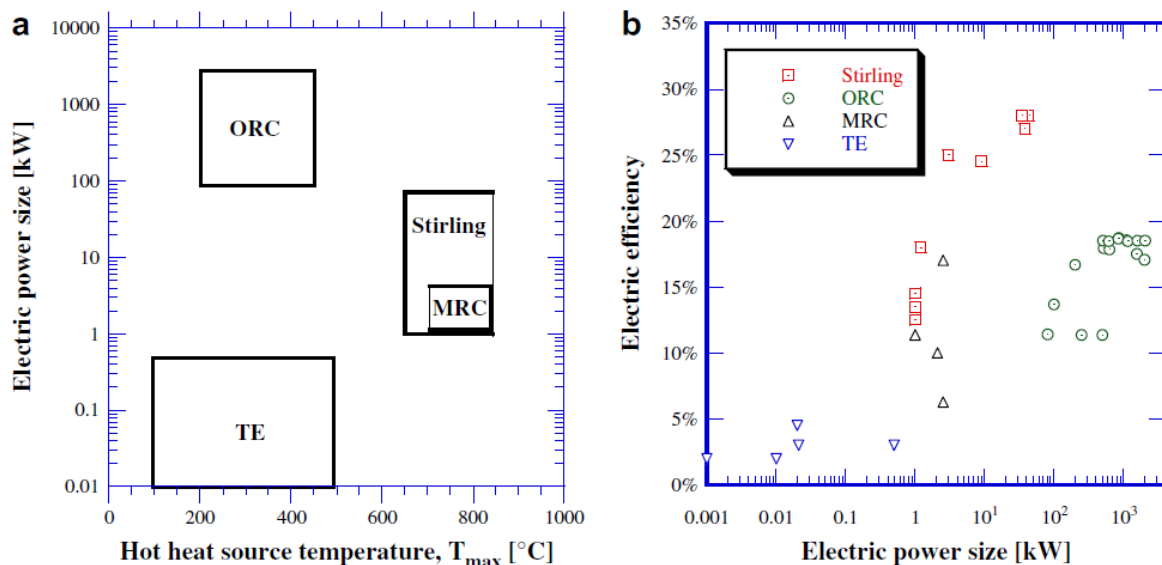 a
Electric power size [kW]
10000
1000
100
10
1
0.1
0.01
ORC
Stirling
MRC
TE
0
200
400
600
800
1000
Hot heat source temperature, Tmax [°C]
b
Electric efficiency
35%
30%
25%
20%
15%
10%
5%
0%
Stirling
ORC
MRC
TE
0.001
0.01
0.1
1
10¹
10²
10³
Electric power size [kW]